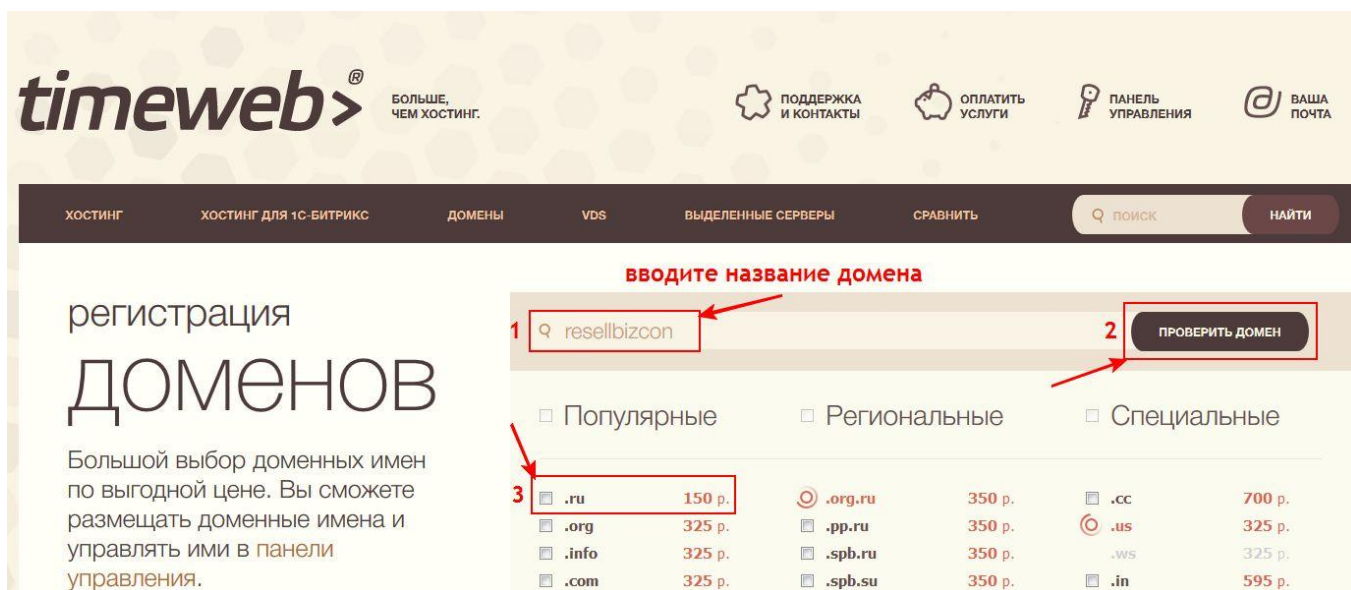 timeweb>®
БОЛЬШЕ,
ЧЕМ ХОСТИНГ.
ПОДДЕРЖКА
И КОНТАКТЫ
ОПЛАТИТЬ
УСЛУГИ
ПАНЕЛЬ
УПРАВЛЕНИЯ
ВАША
ПОЧТА
ХОСТИНГ ХОСТИНГ ДЛЯ 1С-БИТРИКС ДОМЕНЫ VDS ВЫДЕЛЕННЫЕ СЕРВЕРЫ СРАВНИТЬ ПОИСК НАЙТИ
вводите название домена
регистрация
доменов
Большой выбор доменных имен
по выгодной цене. Вы сможете
размещать доменные имена и
управлять ими в панели
управления.
1 resellbizcon 2 ПРОВЕРИТЬ ДОМЕН
Популярные Региональные Специальные
3 .ru 150 р. .org.ru 350 р. .cc 700 р.
.org 325 р. .pp.ru 350 р. .us 325 р.
.info 325 р. .spb.ru 350 р. .ws 325 р.
.com 325 р. .spb.su 350 р. .in 595 р.